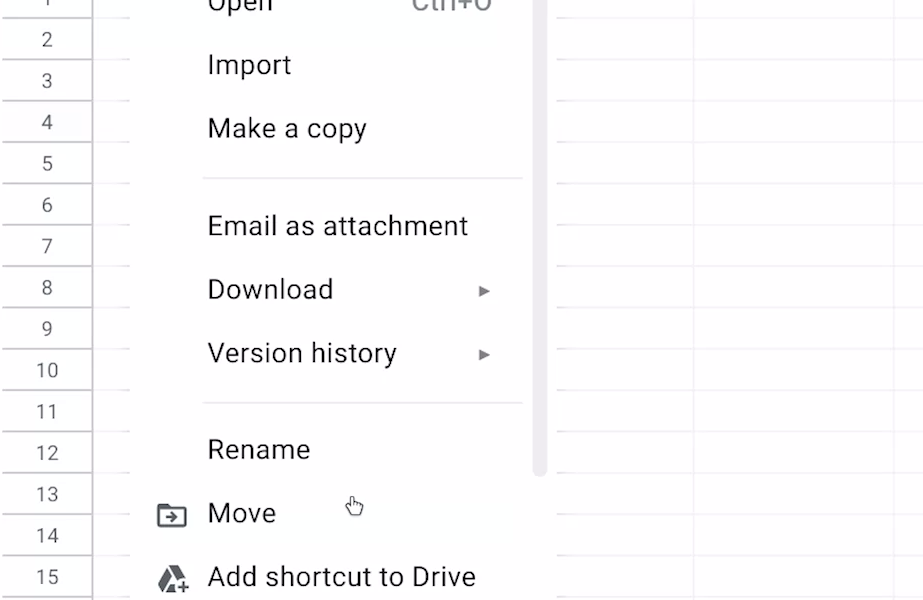 1
Open Ctrl+O
2
Import
3
4
Make a copy
5
6
Email as attachment
7
8
Download ►
9
Version history ►
10
11
12
Rename
13
Move
14
15
Add shortcut to Drive